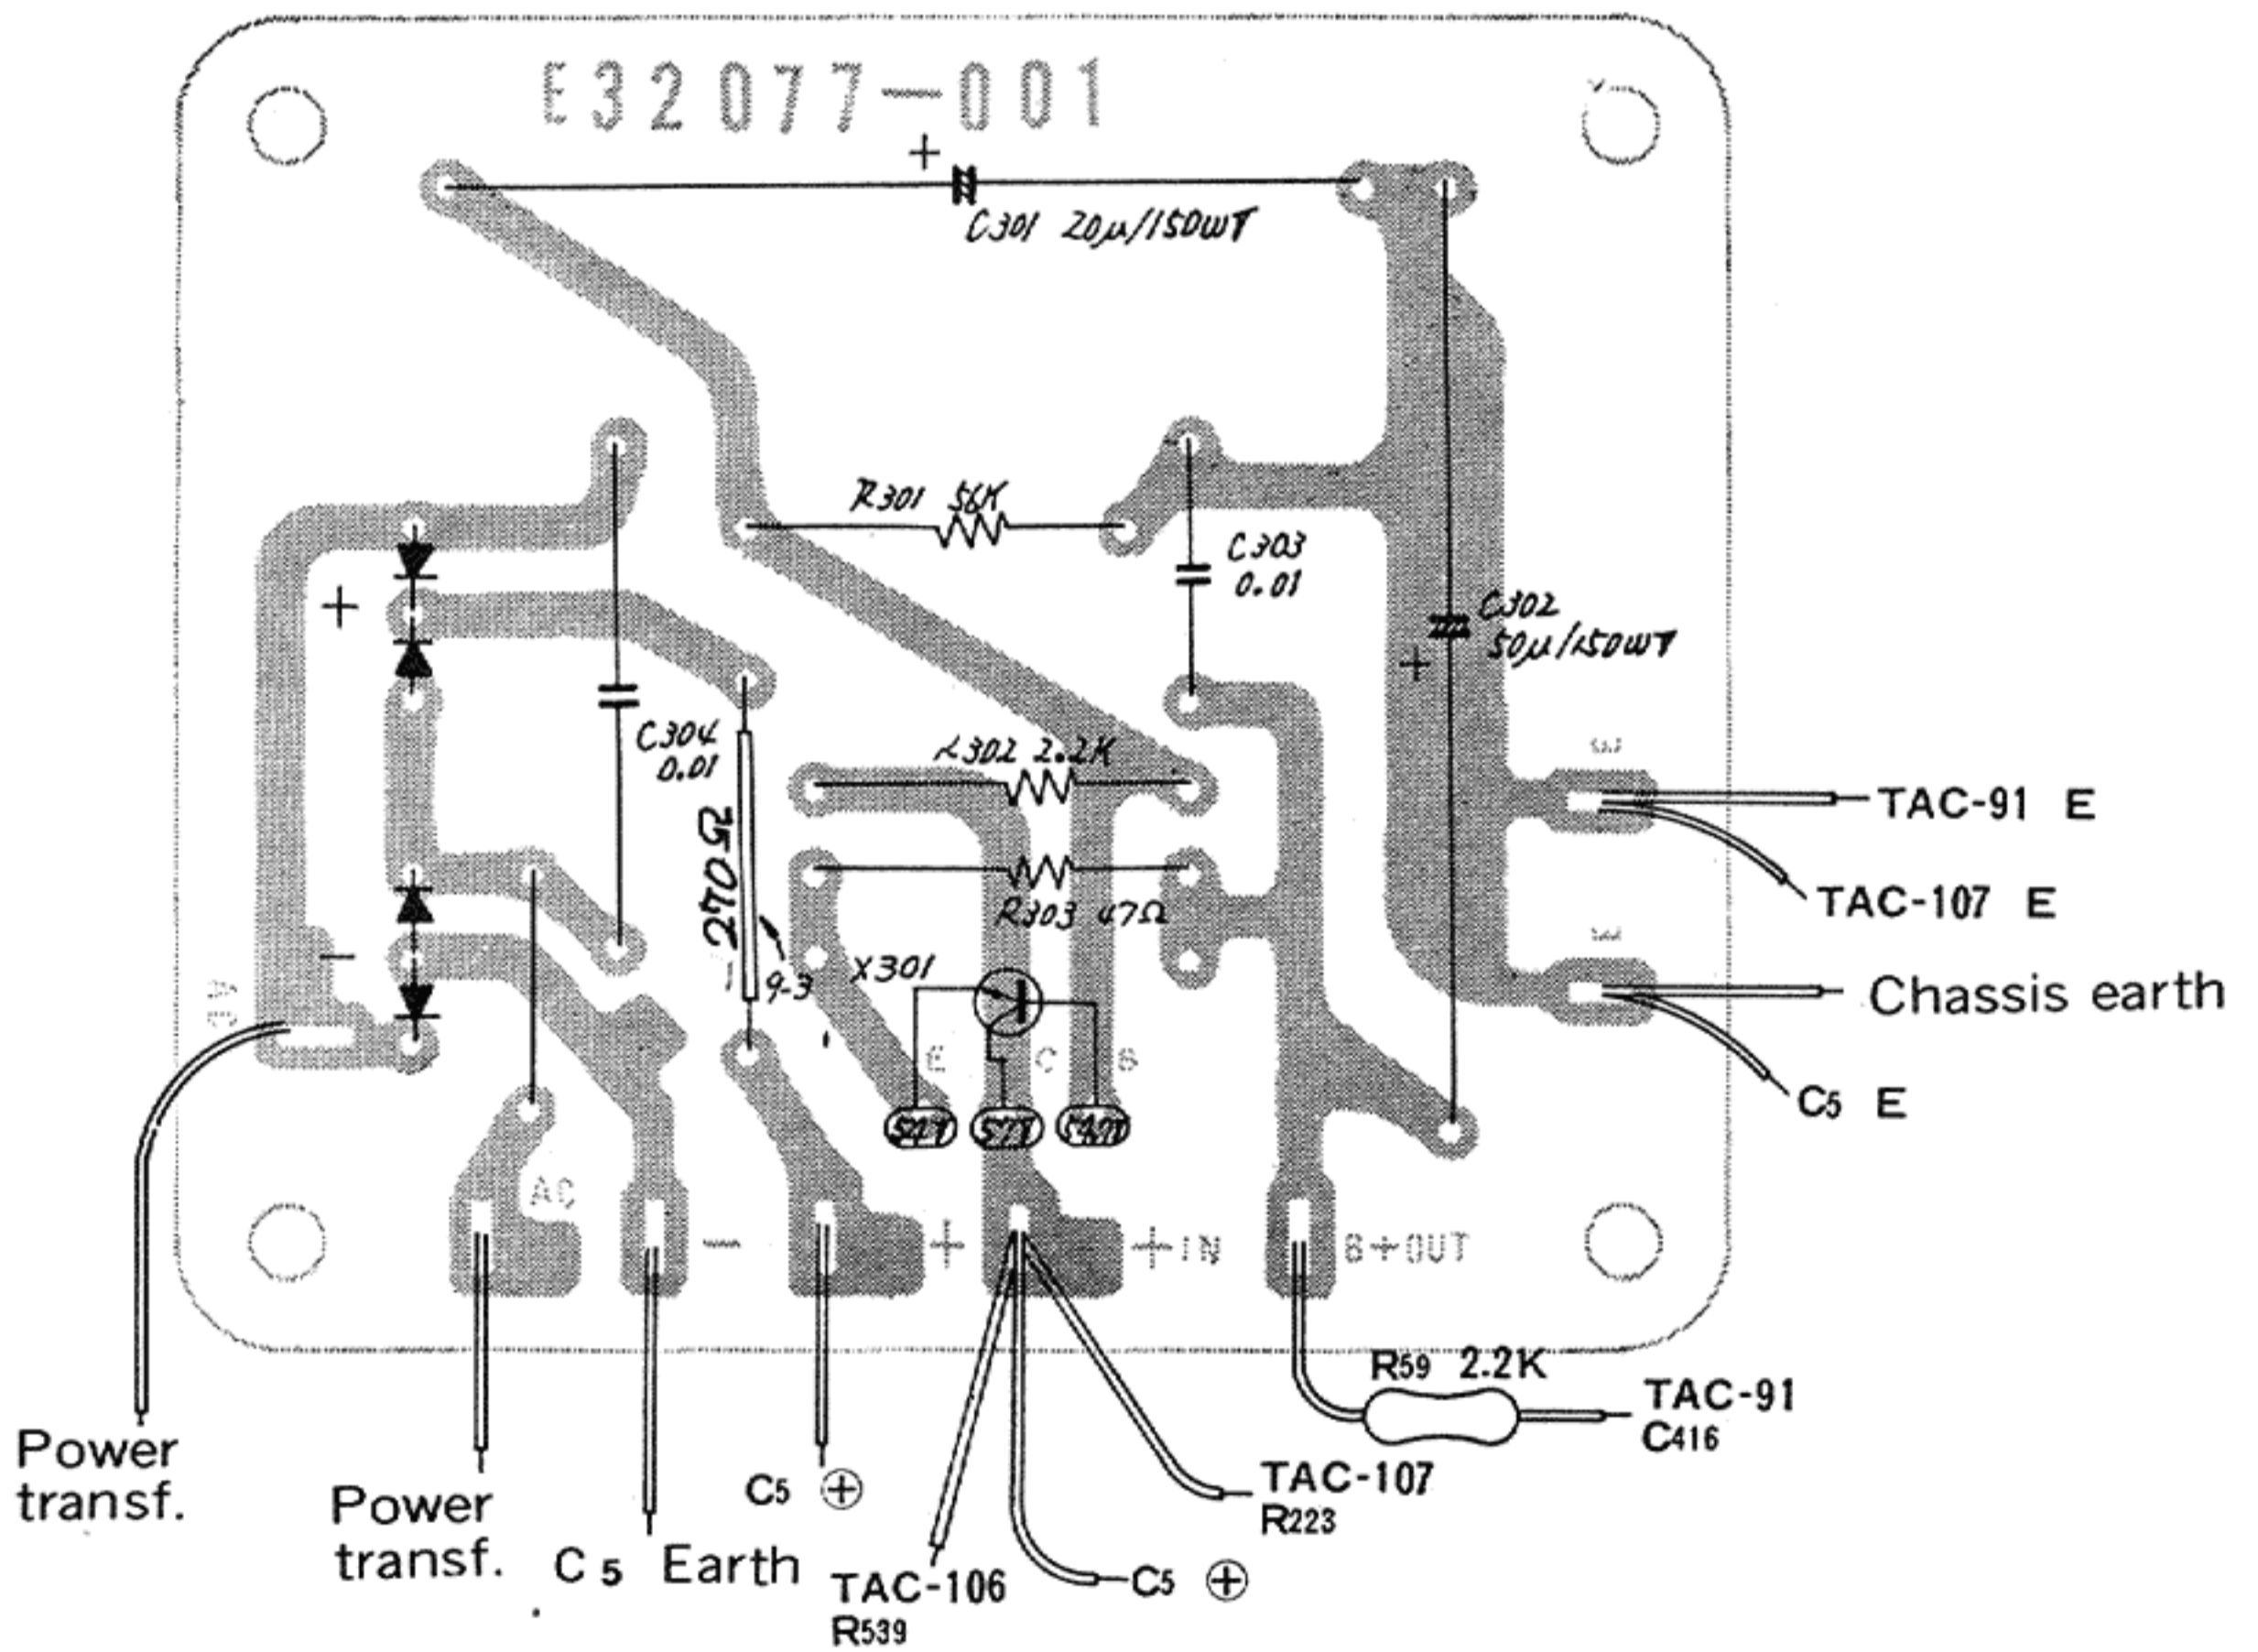 E32077-001
+
C301 20μ/150WT
R301 56K
C303
0.01
+
C302
50μ/150WT
+
C304
0.01
302 2.2K
E
TAC-91 E
270Ω
R303 47Ω
TAC-107 E
E
-
X301
9-3
AC
Chassis earth
E
C
B
C5 E
AC
-
+
+IN
B+OUT
R59 2.2K
TAC-91
C416
Power
transf.
Power
transf.
C5 ⊕
TAC-107
R223
C5 Earth
TAC-106
R539
C5 ⊕